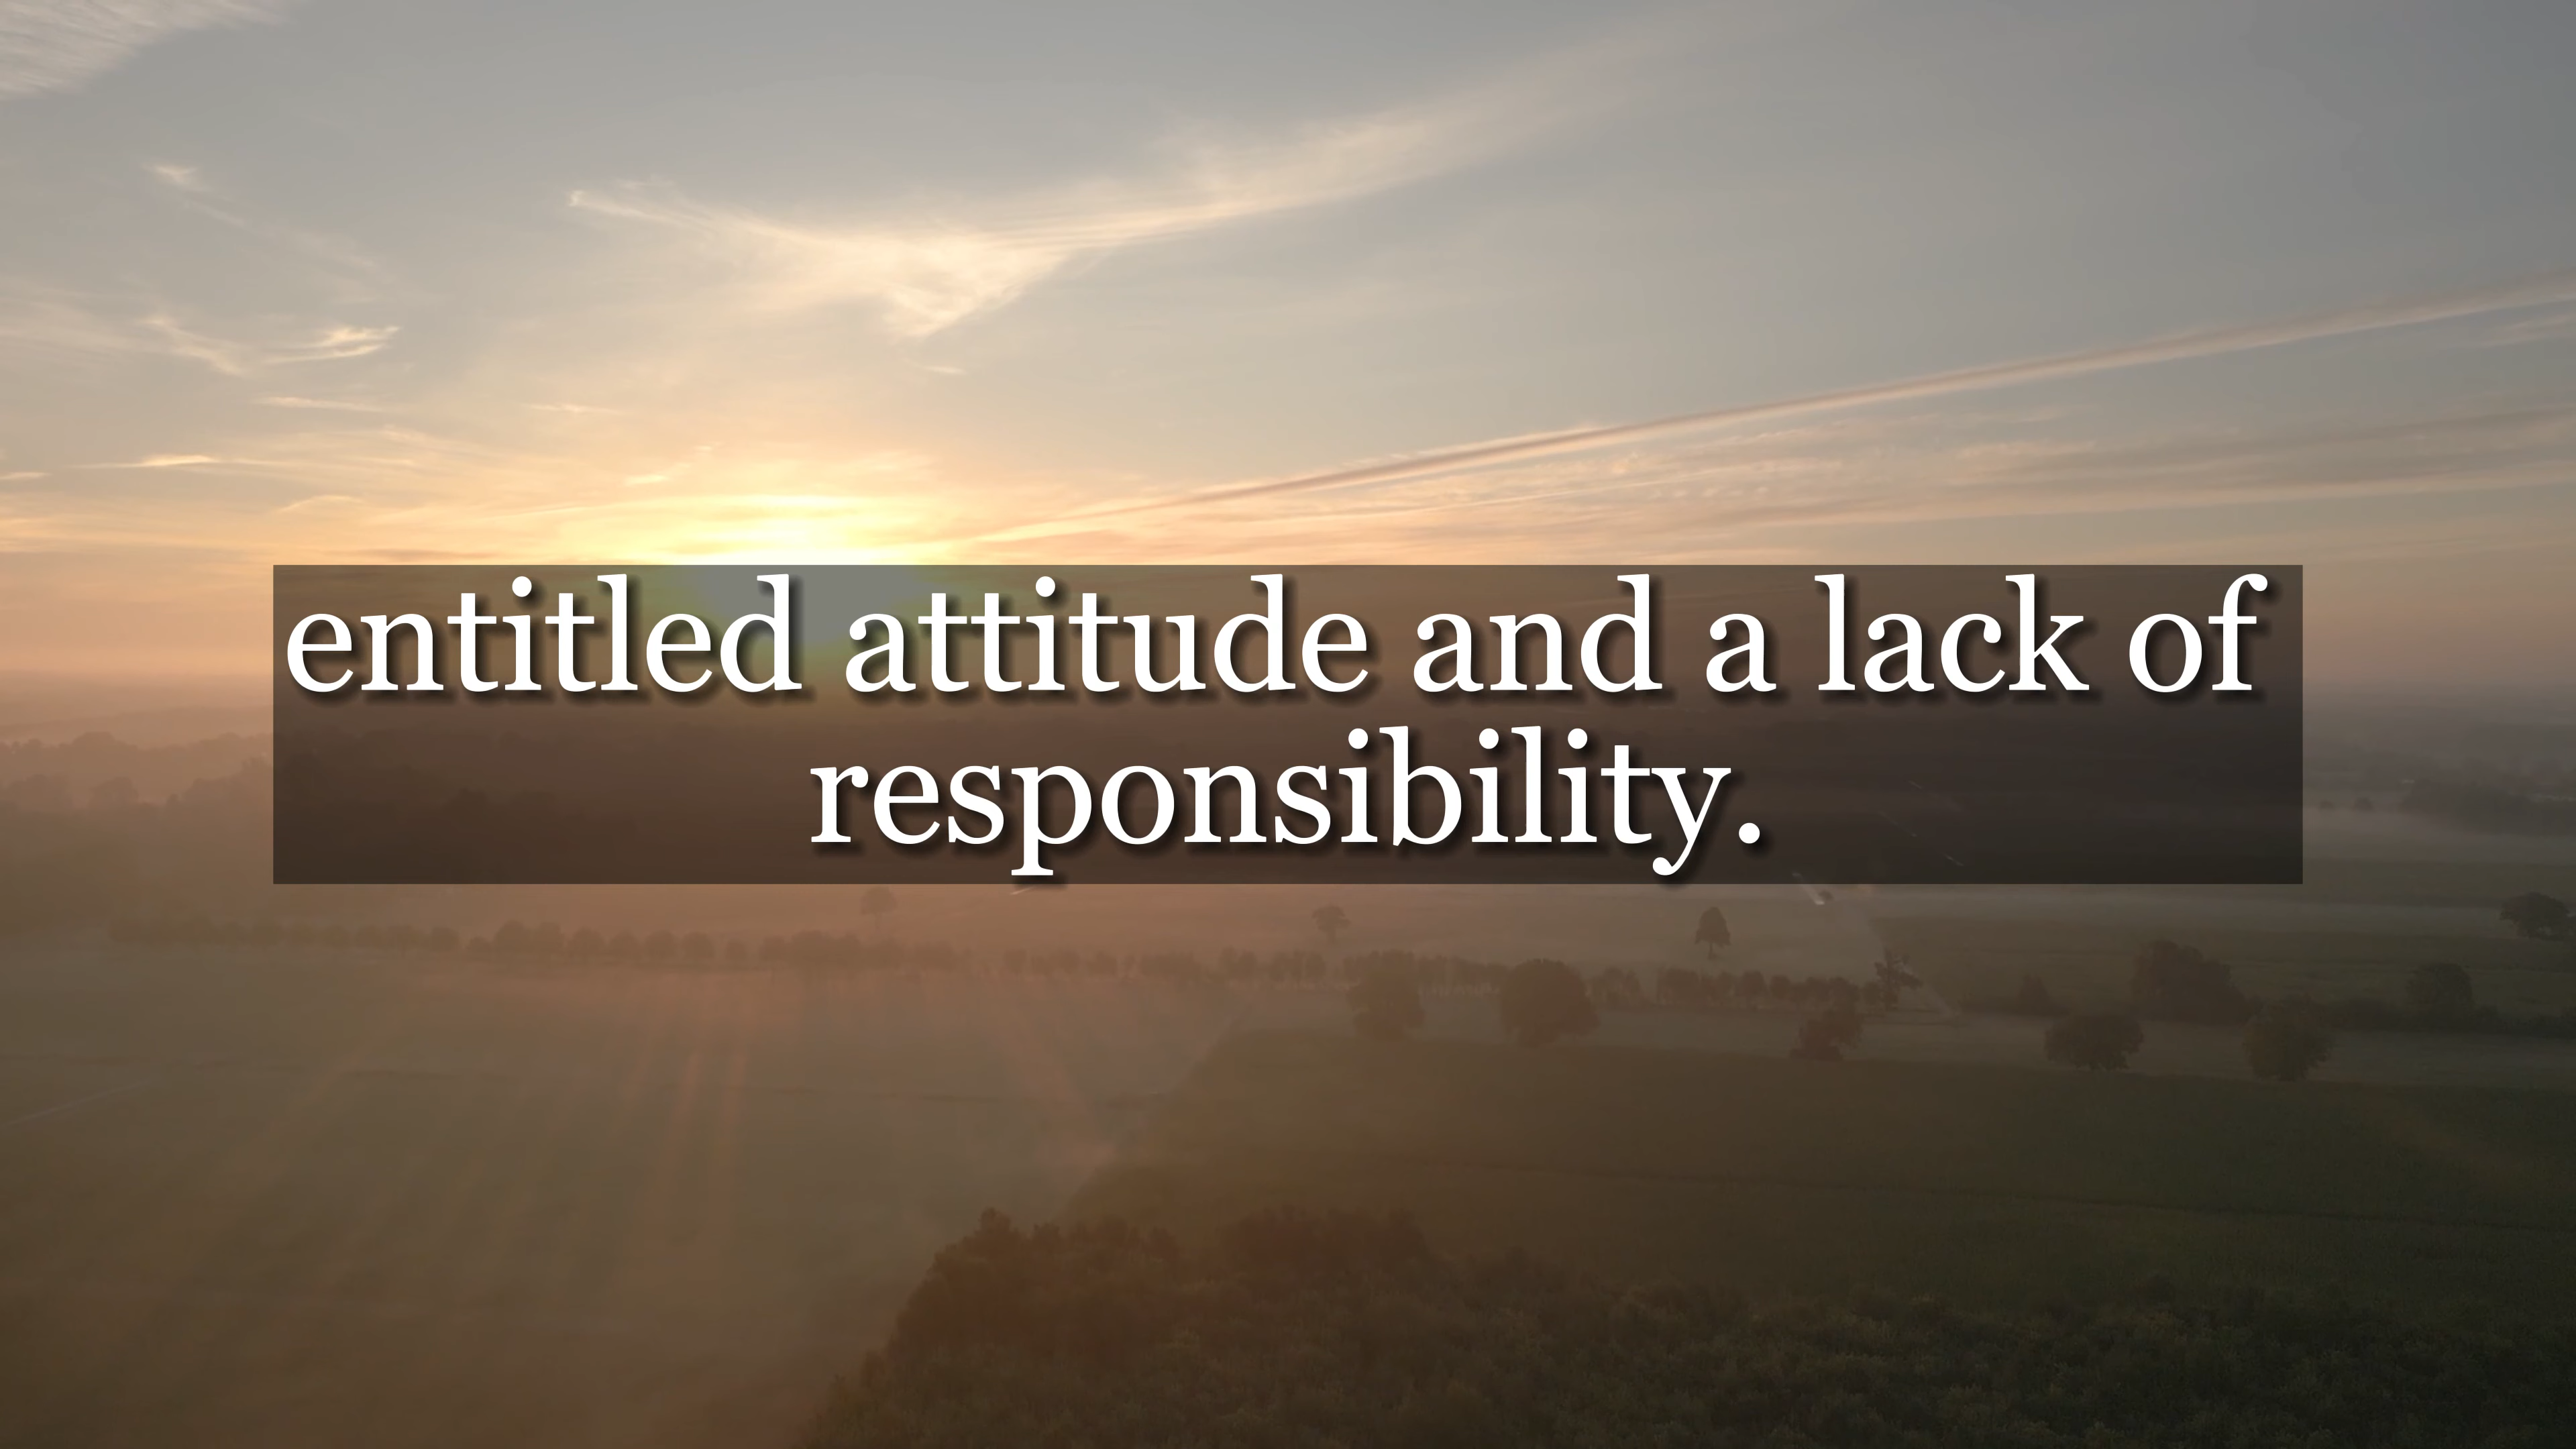 entitled attitude and a lack of
responsibility.